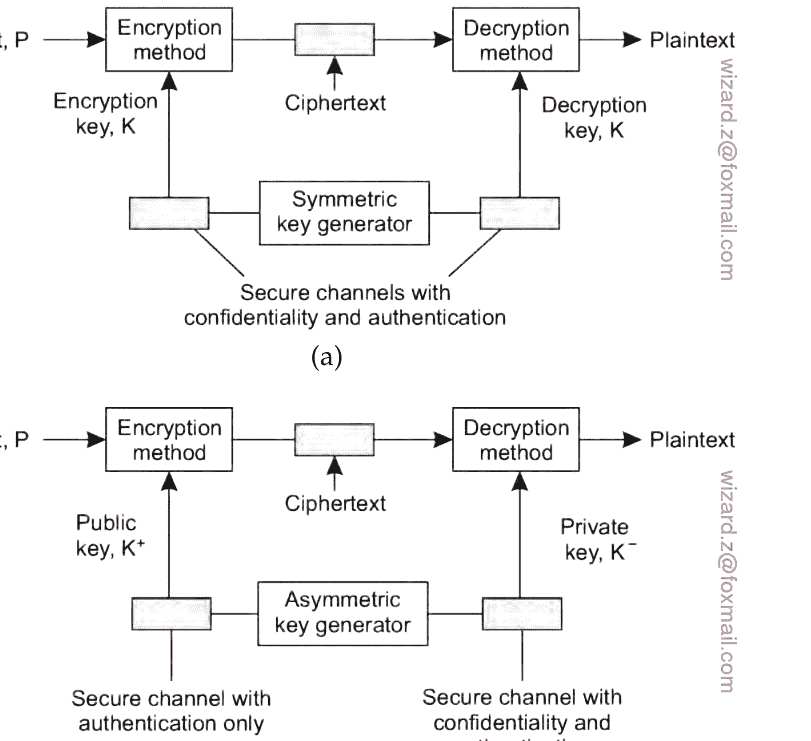 t, P
Encryption
method
Decryption
method
Plaintext
Encryption
key, K
Ciphertext
Decryption
key, K
Symmetric
key generator
Secure channels with
confidentiality and authentication
(a)
wizard.z@foxmail.com
t, P
Encryption
method
Decryption
method
Plaintext
Ciphertext
Public
key, K⁺
Private
key, K⁻
Asymmetric
key generator
Secure channel with
authentication only
Secure channel with
confidentiality and
wizard.z@foxmail.com